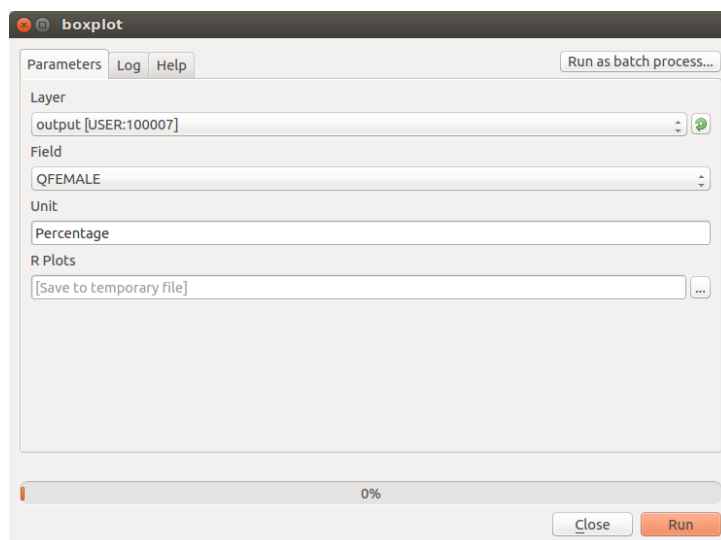 boxplot
Parameters Log Help Run as batch process...
Layer
output [USER:100007]
Field
QFEMALE
Unit
Percentage
R Plots
[Save to temporary file] ...
0%
Close Run